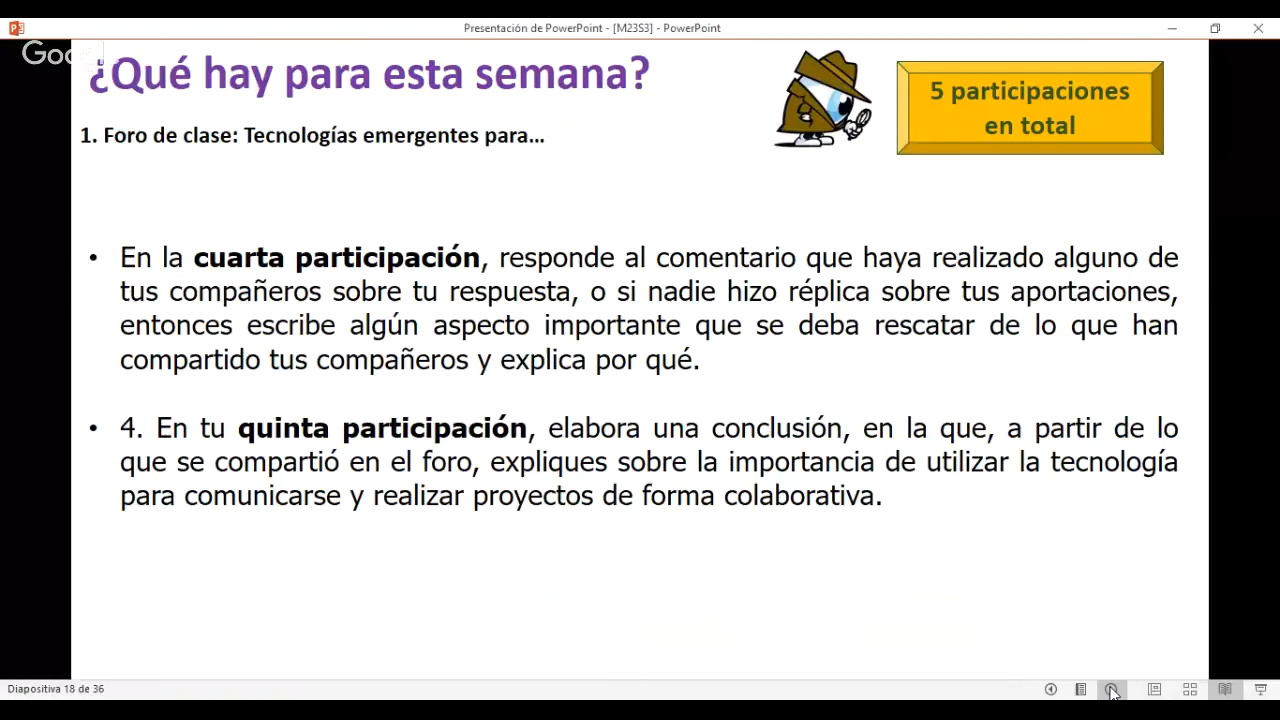 Presentación de PowerPoint - [M23S3] - PowerPoint
¿Qué hay para esta semana?
5 participaciones
en total
1. Foro de clase: Tecnologías emergentes para...
• En la cuarta participación, responde al comentario que haya realizado alguno de
tus compañeros sobre tu respuesta, o si nadie hizo réplica sobre tus aportaciones,
entonces escribe algún aspecto importante que se deba rescatar de lo que han
compartido tus compañeros y explica por qué.
• 4. En tu quinta participación, elabora una conclusión, en la que, a partir de lo
que se compartió en el foro, expliques sobre la importancia de utilizar la tecnología
para comunicarse y realizar proyectos de forma colaborativa.
Diapositiva 18 de 36